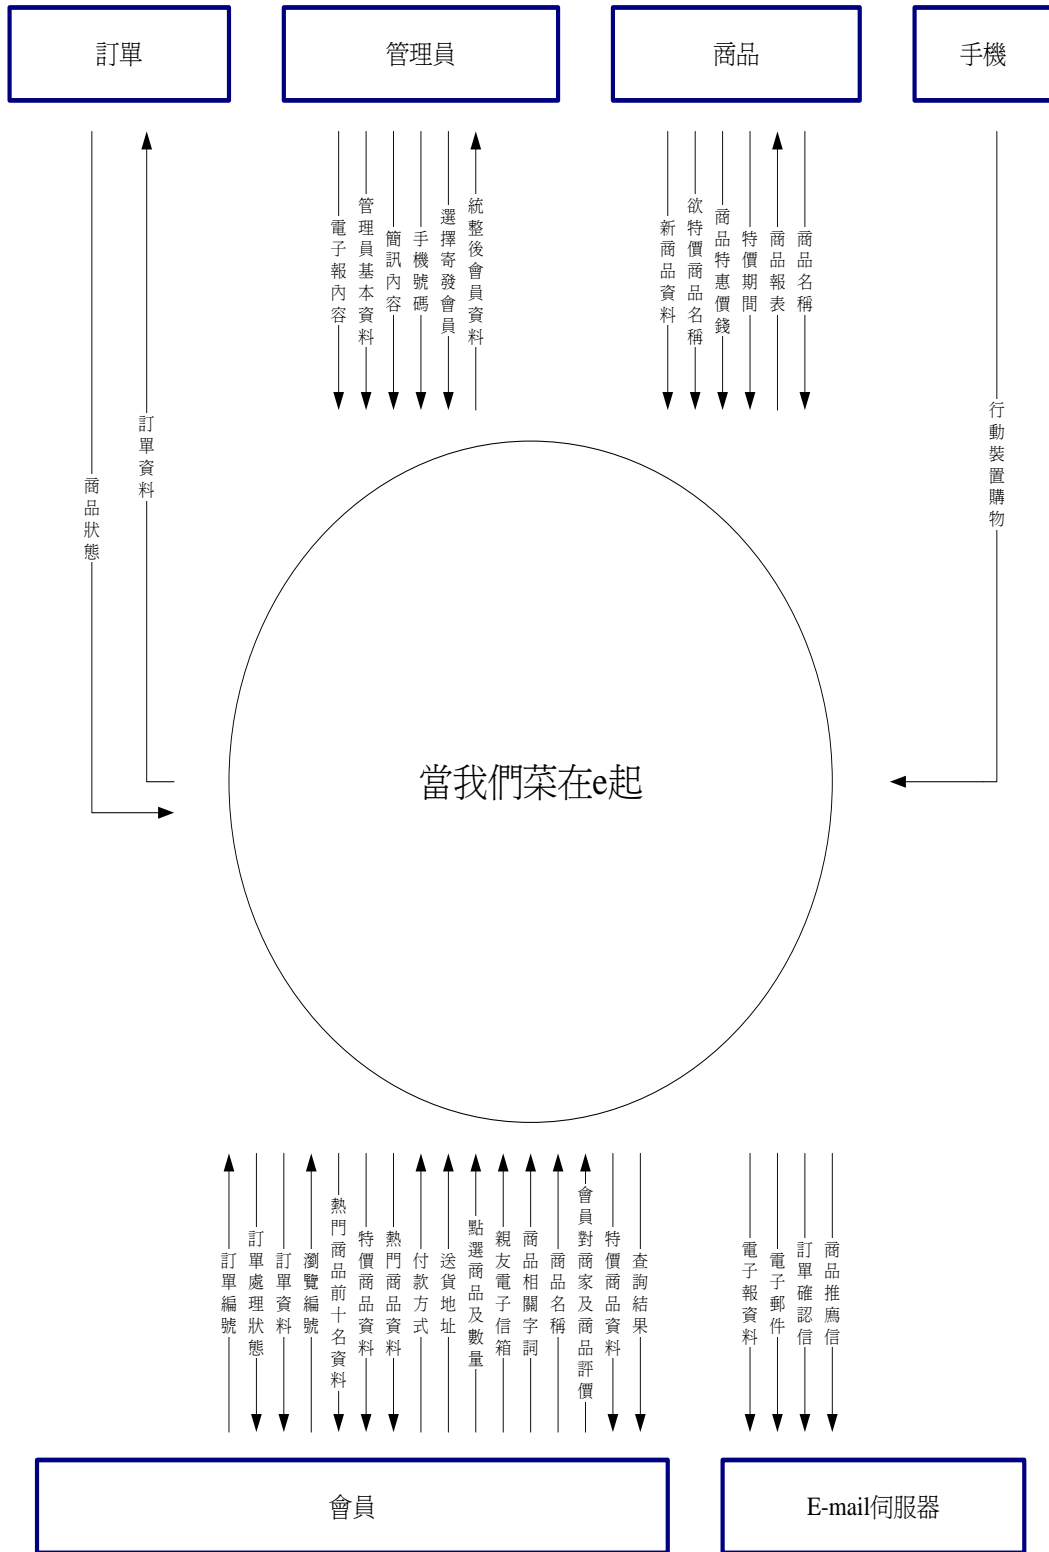 訂單
管理員
商品
手機
電子報內容
管理員基本資料
簡訊內容
手機號碼
選擇寄發會員
統整後會員資料
新商品資料
欲特價商品名稱
商品特惠價錢
特價期間
商品報表
商品名稱
商品狀態
訂單資料
行動裝置購物
當我們菜在e起
訂單編號
訂單處理狀態
訂單資料
瀏覽編號
熱門商品前十名資料
特價商品資料
熱門商品資料
付款方式
送貨地址
點選商品及數量
親友電子信箱
商品相關字詞
商品名稱
會員對商家及商品評價
特價商品資料
查詢結果
電子報資料
電子郵件
訂單確認信
商品推薦信
會員
E-mail伺服器